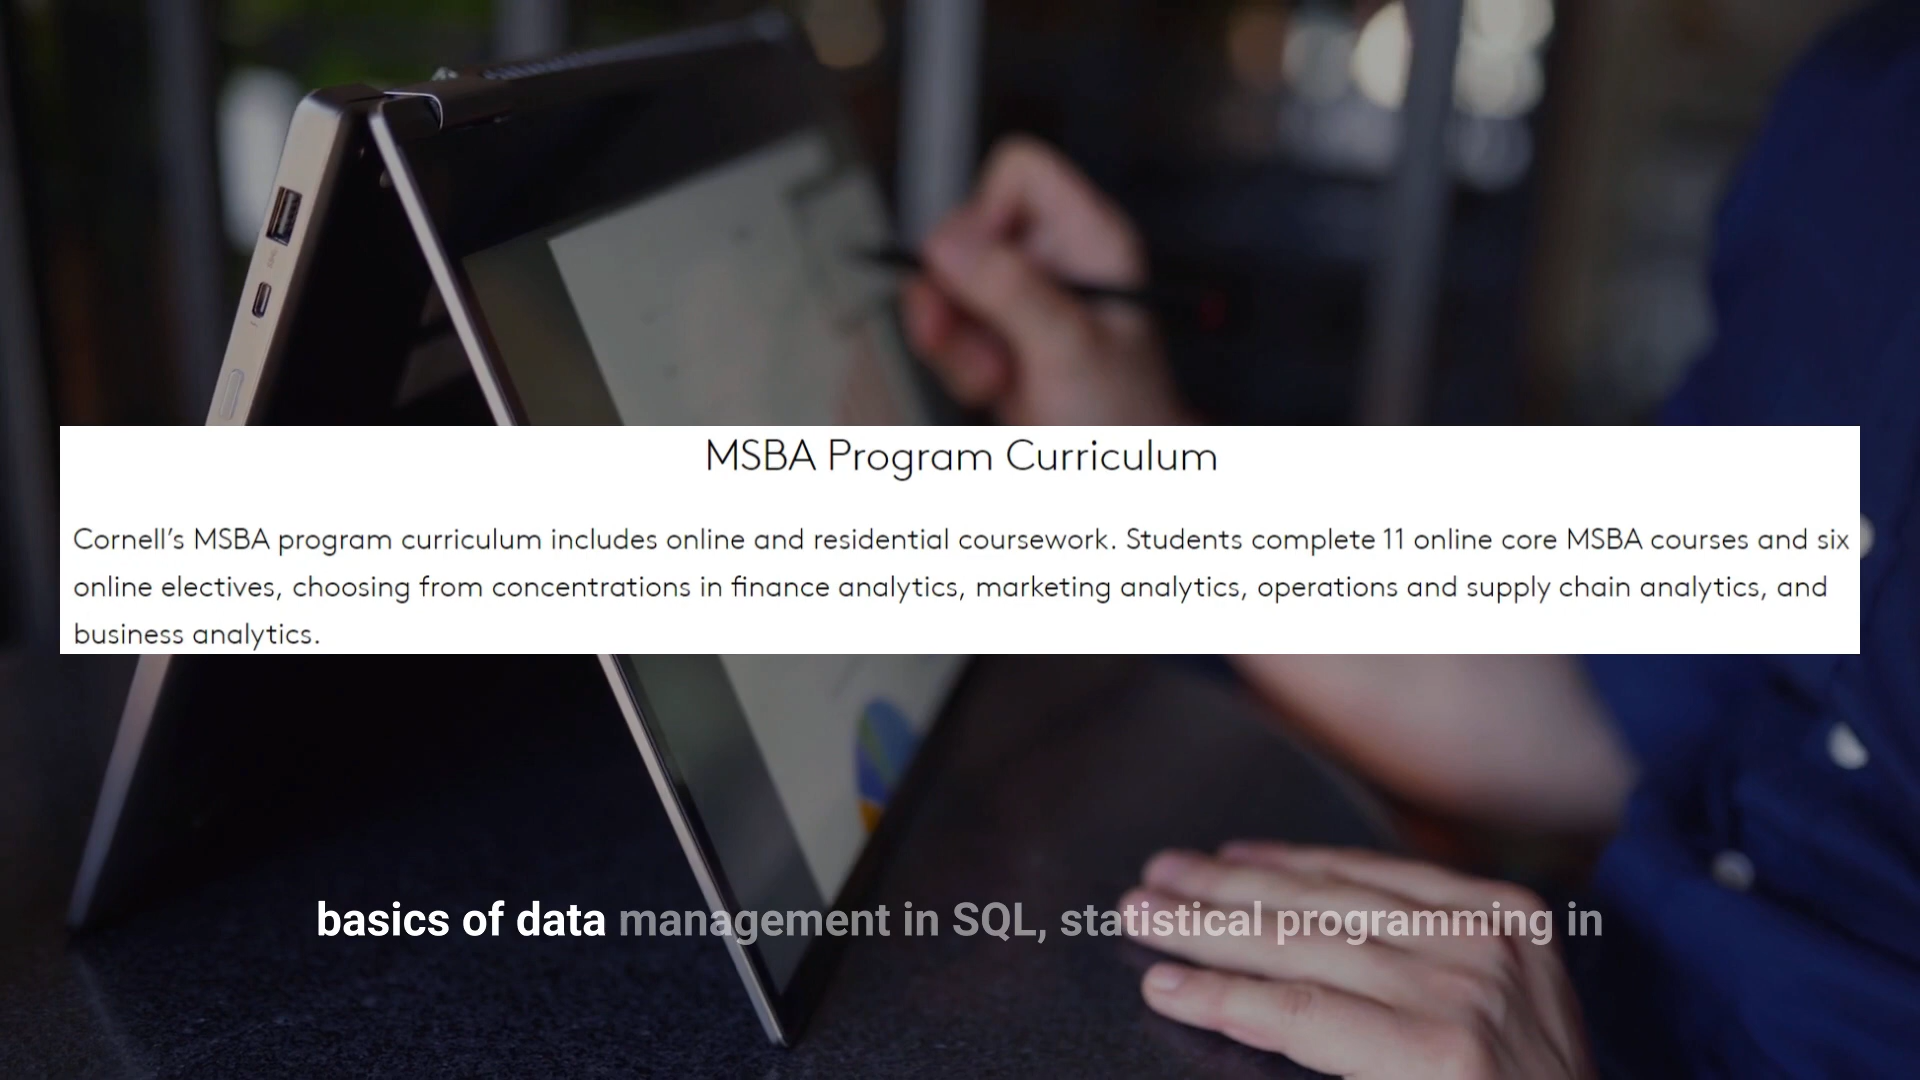 MSBA Program Curriculum
Cornell’s MSBA program curriculum includes online and residential coursework. Students complete 11 online core MSBA courses and six
online electives, choosing from concentrations in finance analytics, marketing analytics, operations and supply chain analytics, and
business analytics.
basics of data management in SQL, statistical programming in